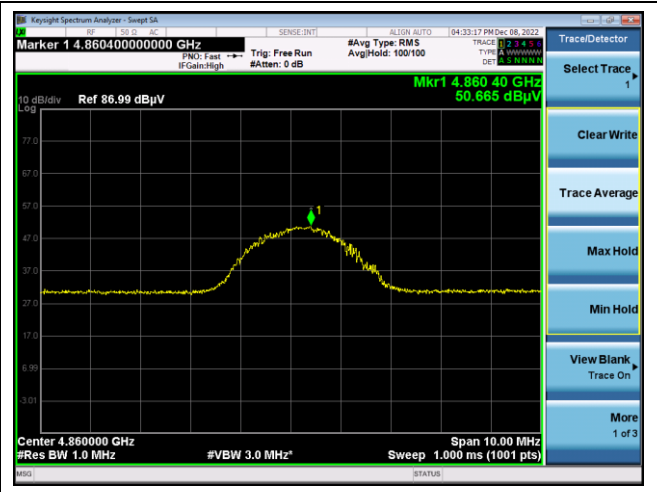 Keysight Spectrum Analyzer - Swept SA
RF 50 Ω AC SENSE:INT ALIGN AUTO 04:33:17 PM Dec 08, 2022
Marker 1 4.860400000000 GHz
PNO: Fast
IFGain:High
Trig: Free Run
#Atten: 0 dB
#Avg Type: RMS
Avg|Hold: 100/100
TRACE 1 2 3 4 5 6
TYPE A WWWWW
DET A S N N N N
Mkr1 4.860 40 GHz
50.665 dBµV
10 dB/div Ref 86.99 dBµV
Log
77.0
67.0
57.0
47.0
37.0
27.0
17.0
6.99
-3.01
1
Center 4.860000 GHz
Span 10.00 MHz
#Res BW 1.0 MHz
#VBW 3.0 MHz*
Sweep 1.000 ms (1001 pts)
MSG
STATUS
Trace/Detector
Select Trace
1
Clear Write
Trace Average
Max Hold
Min Hold
View Blank
Trace On
More
1 of 3